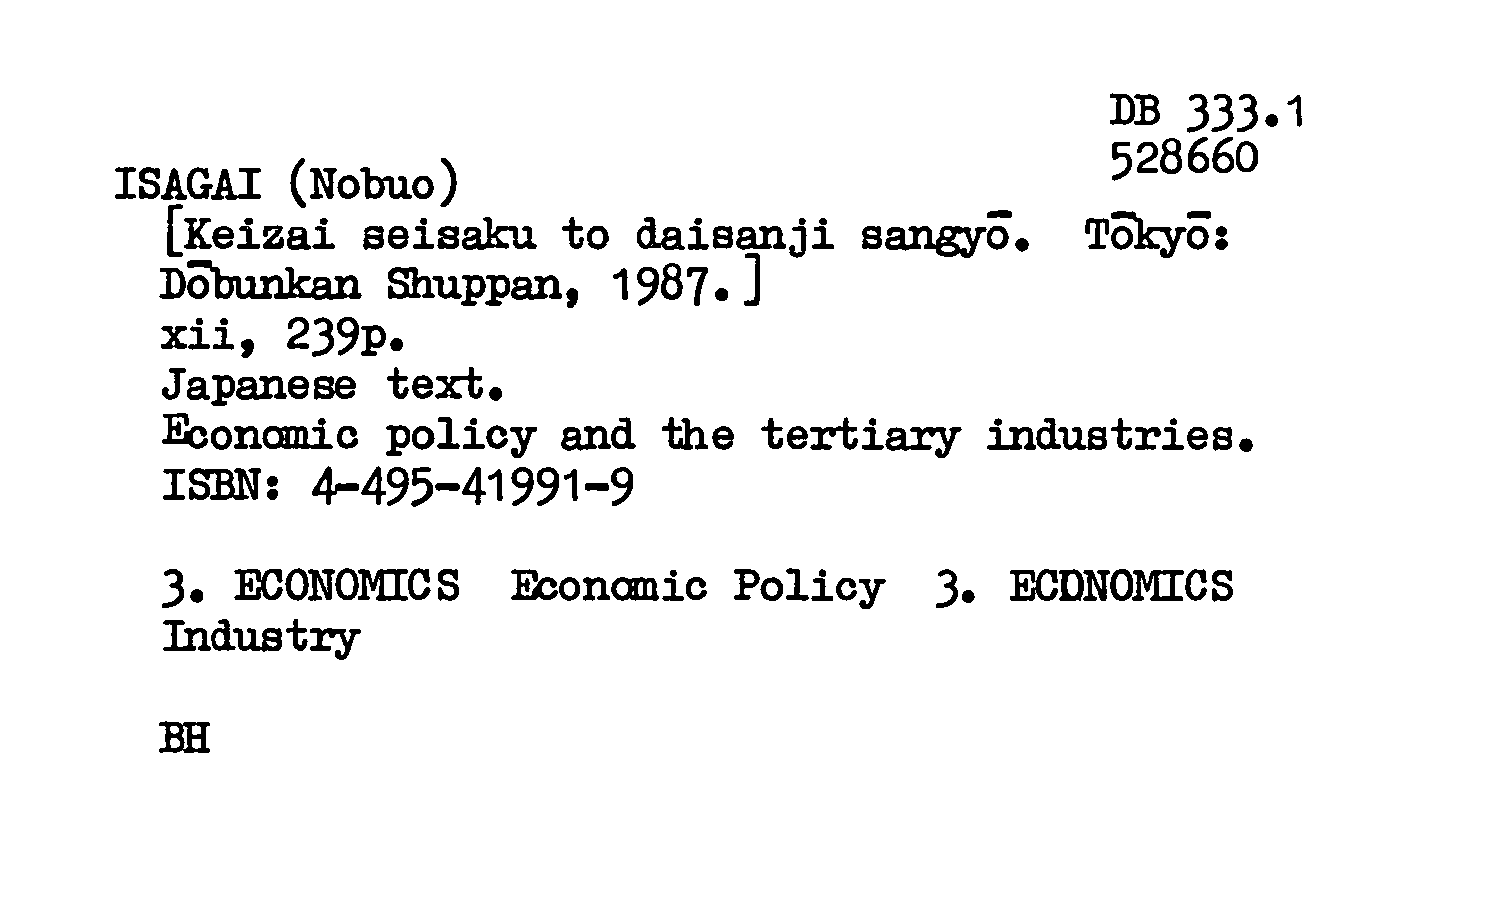 DB 333.1
528660
ISAGAI (Nobuo)
[Keizai seisaku to daisanji sangyō. Tōkyō:
Dōbunkan Shuppan, 1987.]
xii, 239p.
Japanese text.
Economic policy and the tertiary industries.
ISBN: 4-495-41991-9
3. ECONOMICS Economic Policy 3. ECONOMICS
Industry
BH